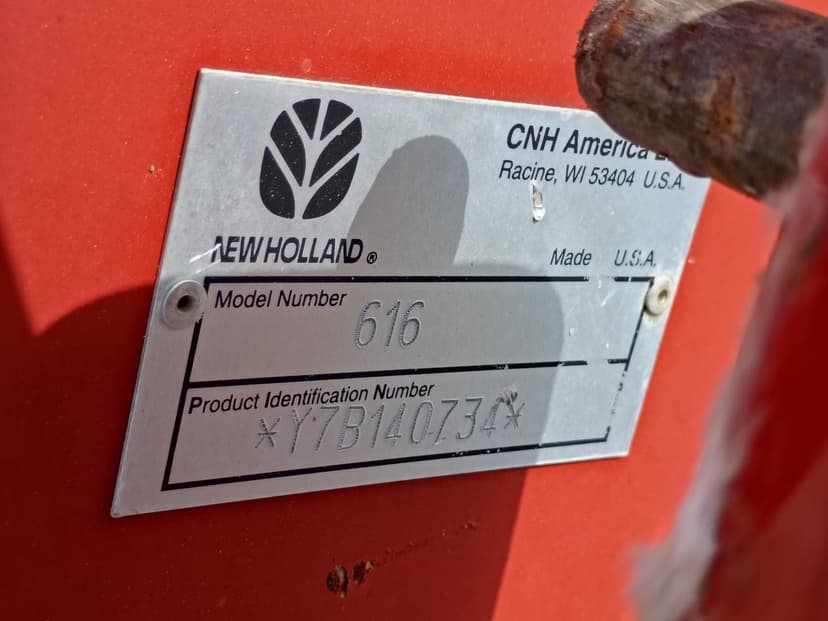 CNH America
Racine, WI 53404 U.S.A.
NEW HOLLAND®
Made U.S.A.
Model Number
616
Product Identification Number
*Y7B140734*